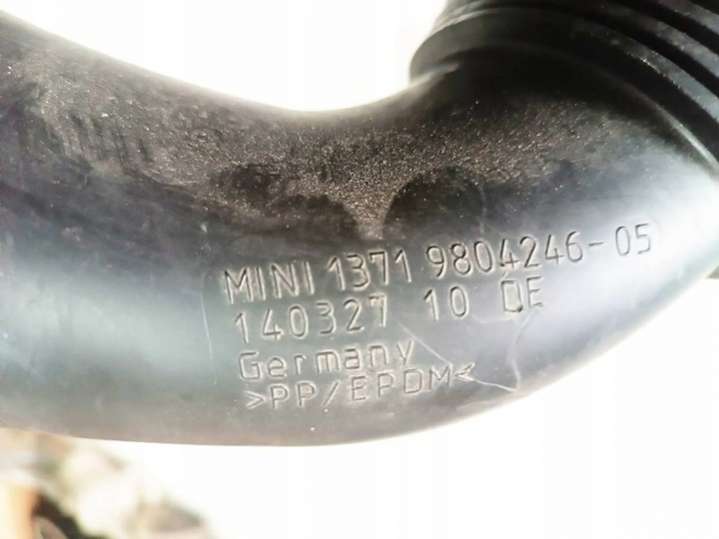 MINI 1371 9804246-05
140327 10 DE
Germany
>PP/EPDM<